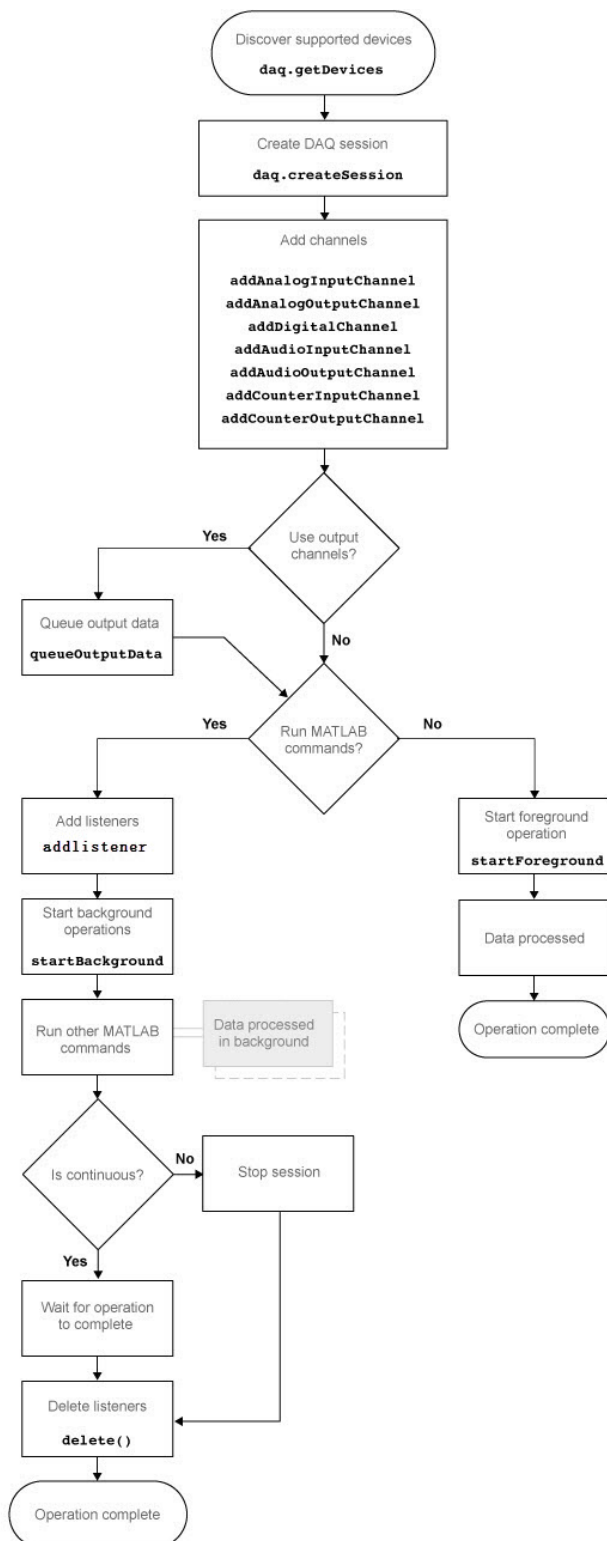 Discover supported devices
daq.getDevices
Create DAQ session
daq.createSession
Add channels
addAnalogInputChannel
addAnalogOutputChannel
addDigitalChannel
addAudioInputChannel
addAudioOutputChannel
addCounterInputChannel
addCounterOutputChannel
Yes
Use output
channels?
Queue output data
queueOutputData
No
Yes
Run MATLAB
commands?
No
Add listeners
addlistener
Start foreground
operation
startForeground
Start background
operations
startBackground
Data processed
Run other MATLAB
commands
Data processed
in background
Operation complete
Is continuous?
No
Stop session
Yes
Wait for operation
to complete
Delete listeners
delete()
Operation complete